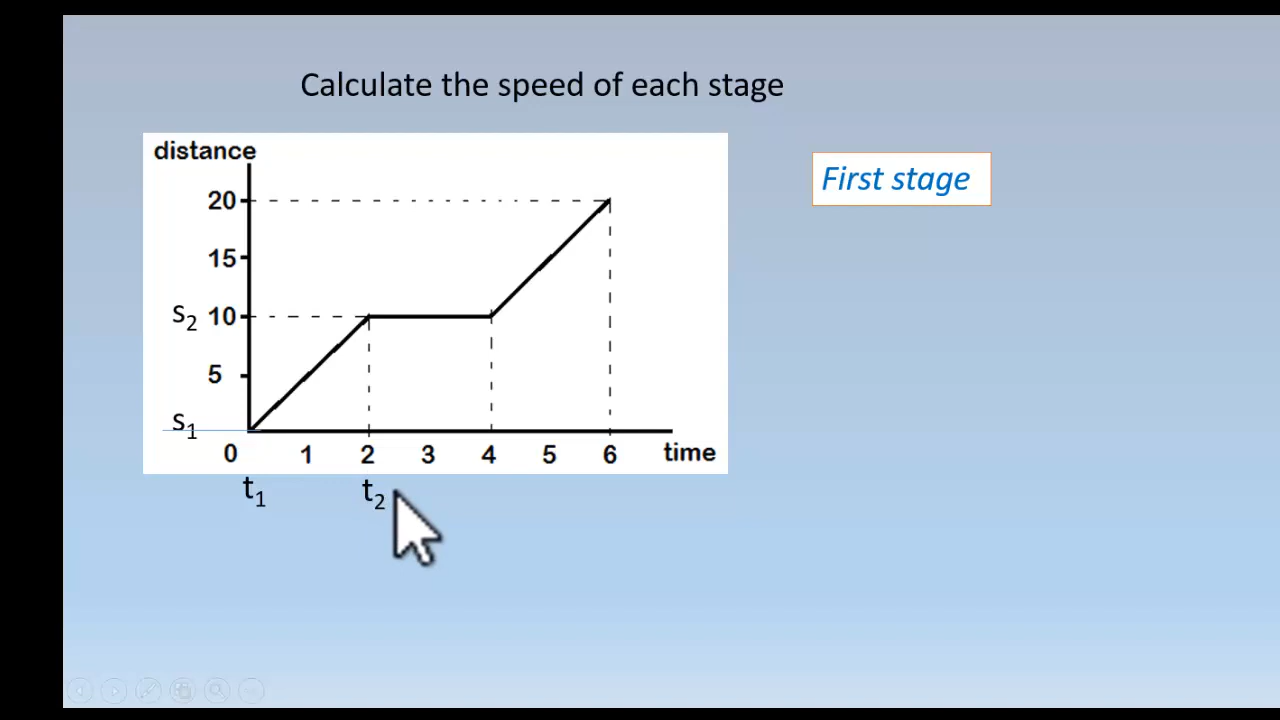 Calculate the speed of each stage
distance
First stage
20
15
s2 10
5
s1
0 1 2 3 4 5 6 time
t1 t2